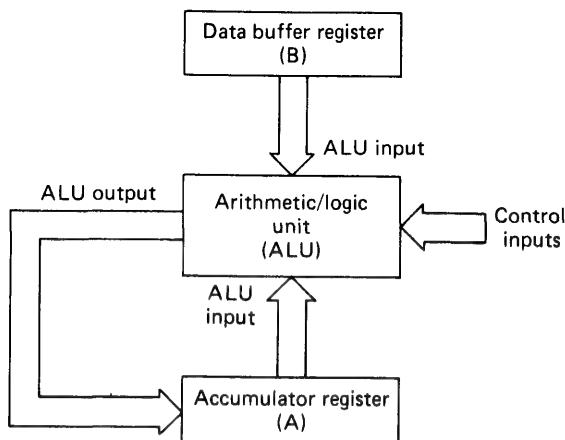 Data buffer register
(B)
ALU input
ALU output
Arithmetic/logic
unit
(ALU)
Control
inputs
ALU
input
Accumulator register
(A)